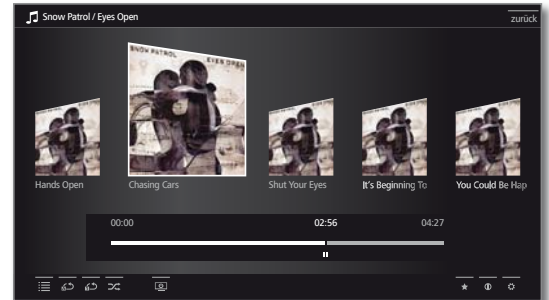 Snow Patrol / Eyes Open
zurück
SNOW PATROL EYES OPEN
Hands Open
Chasing Cars
Shut Your Eyes
It's Beginning To
You Could Be Hap
00:00 02:56 04:27